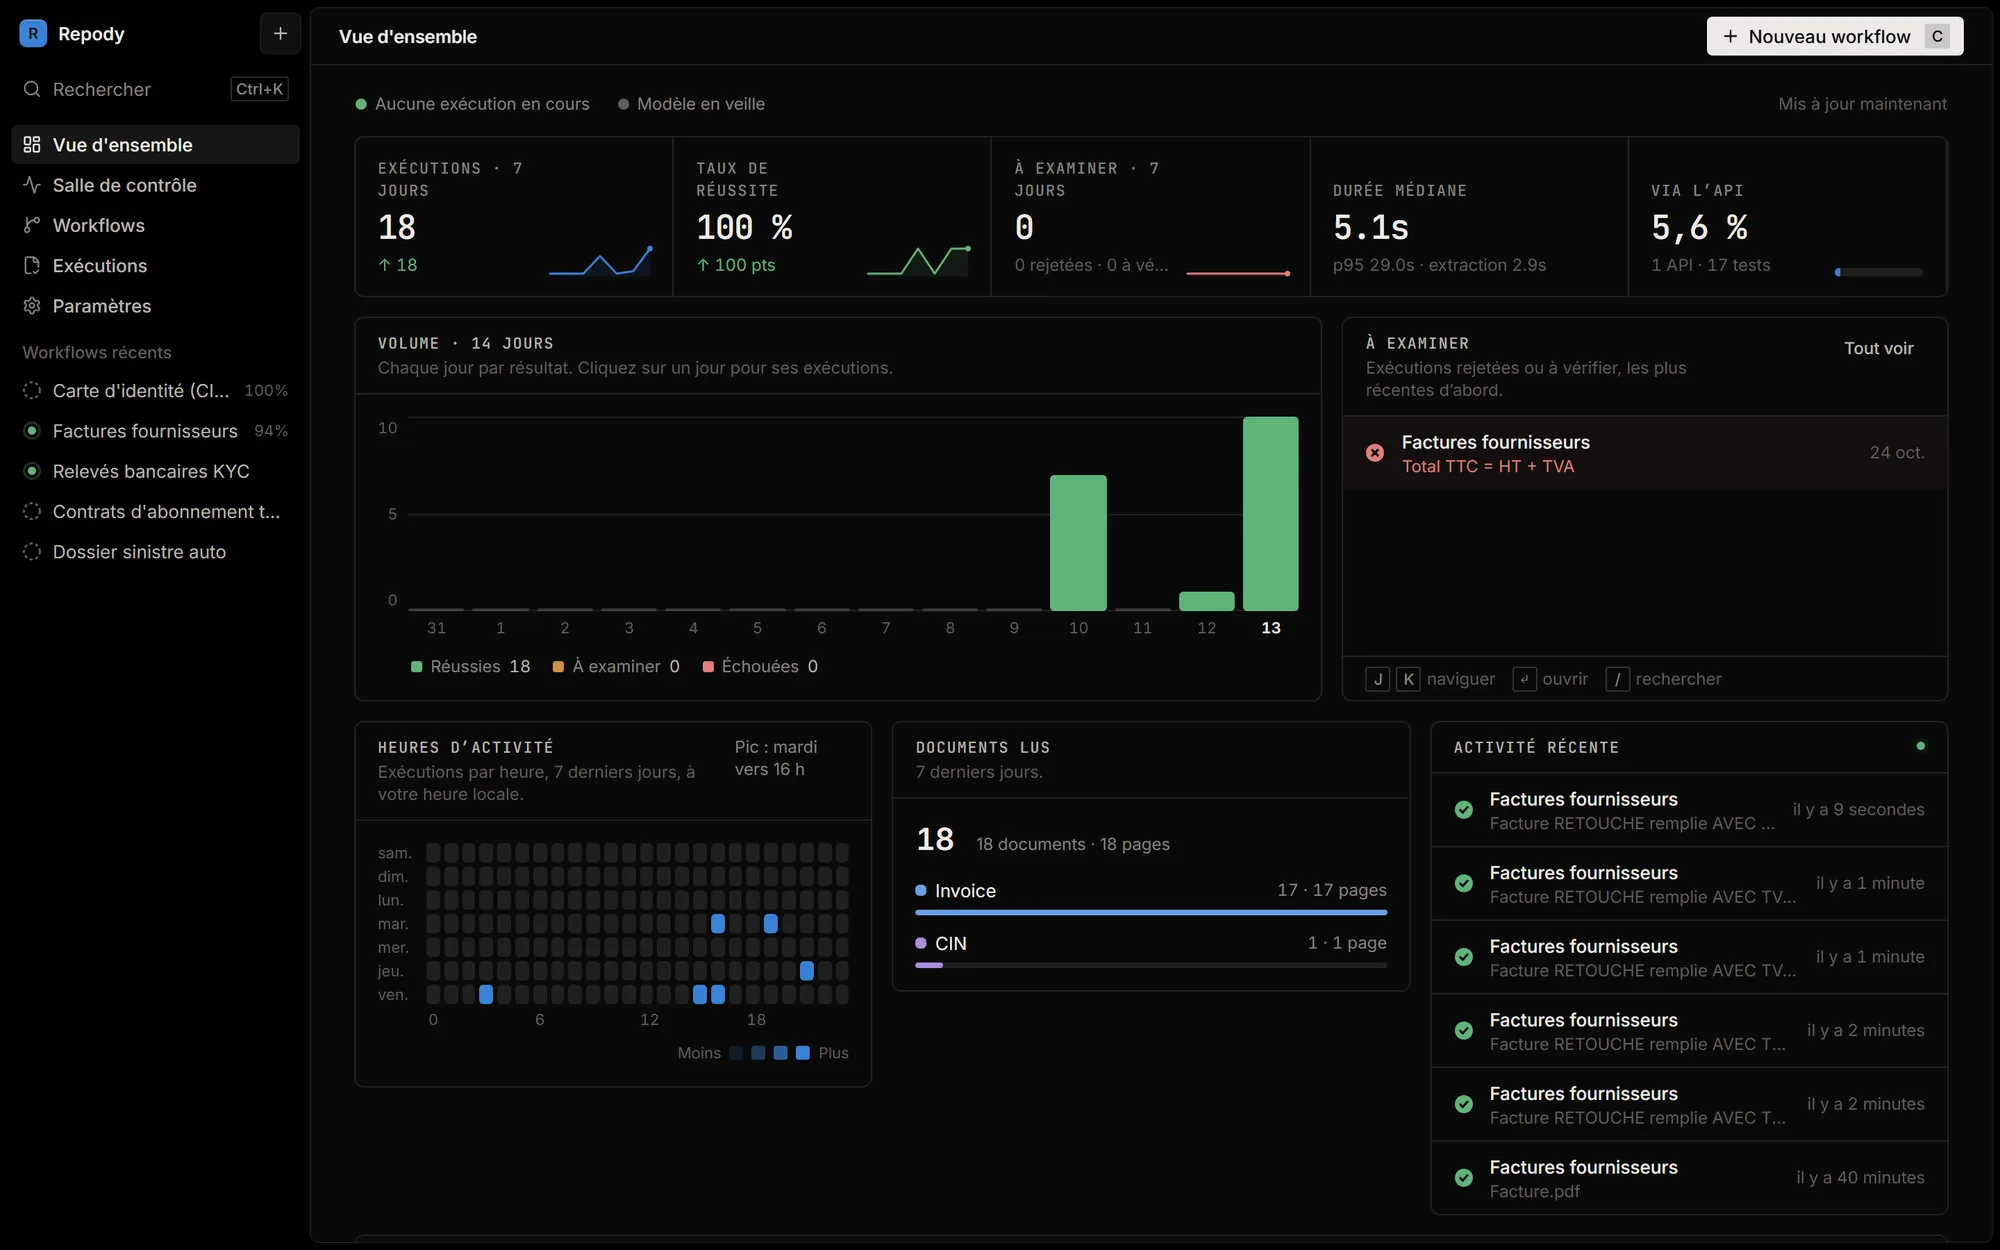 R Repody +
Rechercher Ctrl+K
Vue d'ensemble
Salle de contrôle
Workflows
Exécutions
Paramètres
Workflows récents
Carte d'identité (CI... 100%
Factures fournisseurs 94%
Relevés bancaires KYC
Contrats d'abonnement t...
Dossier sinistre auto
Vue d'ensemble
+ Nouveau workflow C
Aucune exécution en cours
Modèle en veille
Mis à jour maintenant
EXÉCUTIONS · 7
JOURS
18
↑ 18
TAUX DE
RÉUSSITE
100 %
↑ 100 pts
À EXAMINER · 7
JOURS
0
0 rejetées · 0 à vé...
DURÉE MÉDIANE
5.1s
p95 29.0s · extraction 2.9s
VIA L’API
5,6 %
1 API · 17 tests
VOLUME · 14 JOURS
Chaque jour par résultat. Cliquez sur un jour pour ses exécutions.
10
5
0
31 1 2 3 4 5 6 7 8 9 10 11 12 13
Réussies 18 À examiner 0 Échouées 0
À EXAMINER
Exécutions rejetées ou à vérifier, les plus
récentes d’abord.
Tout voir
Factures fournisseurs
Total TTC = HT + TVA
24 oct.
J K naviguer ↵ ouvrir / rechercher
HEURES D’ACTIVITÉ
Exécutions par heure, 7 derniers jours, à
votre heure locale.
Pic : mardi
vers 16 h
sam.
dim.
lun.
mar.
mer.
jeu.
ven.
0 6 12 18
Moins Plus
DOCUMENTS LUS
7 derniers jours.
18 18 documents · 18 pages
Invoice 17 · 17 pages
CIN 1 · 1 page
ACTIVITÉ RÉCENTE
Factures fournisseurs
Facture RETOUCHE remplie AVEC ...
il y a 9 secondes
Factures fournisseurs
Facture RETOUCHE remplie AVEC TV...
il y a 1 minute
Factures fournisseurs
Facture RETOUCHE remplie AVEC TV...
il y a 1 minute
Factures fournisseurs
Facture RETOUCHE remplie AVEC T...
il y a 2 minutes
Factures fournisseurs
Facture RETOUCHE remplie AVEC T...
il y a 2 minutes
Factures fournisseurs
Facture.pdf
il y a 40 minutes